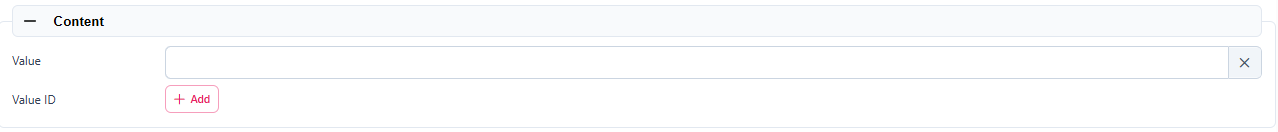 Content
Value
Value ID
Add